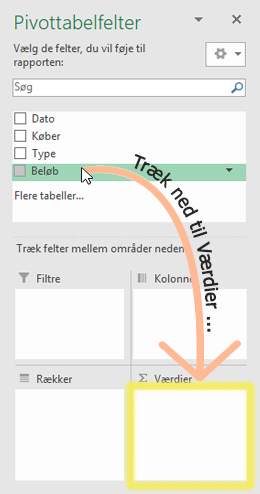 Pivottabelfelter
Vælg de felter, du vil føje til
rapporten:
Søg
Dato
Køber
Type
Beløb
Flere tabeller...
Træk ned til Værdier ...
Træk felter mellem områder neden
Filtre
Kolonne
Rækker
Værdier